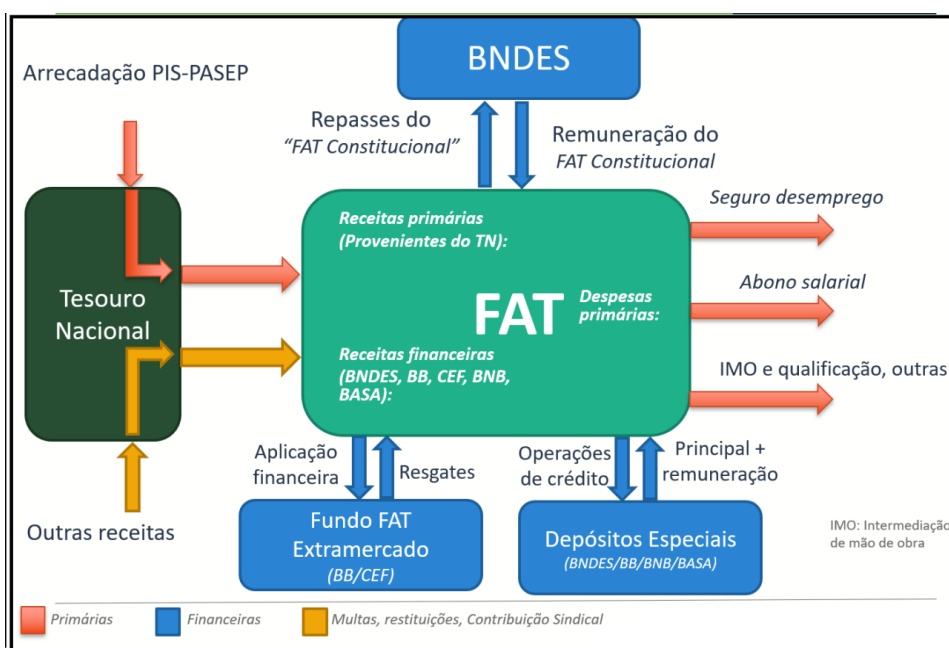 BNDES
Arrecadação PIS-PASEP
Repasses do
“FAT Constitucional”
Remuneração do
FAT Constitucional
Seguro desemprego
Receitas primárias
(Provenientes do TN):
Abono salarial
Tesouro
Nacional
FAT
Despesas
primárias:
Receitas financeiras
(BNDES, BB, CEF, BNB,
BASA):
IMO e qualificação, outras
Aplicação
financeira
Resgates
Operações
de crédito
Principal +
remuneração
Outras receitas
Fundo FAT
Extramercado
(BB/CEF)
Depósitos Especiais
(BNDES/BB/BNB/BASA)
IMO: Intermediação
de mão de obra
Primárias
Financeiras
Multas, restituições, Contribuição Sindical